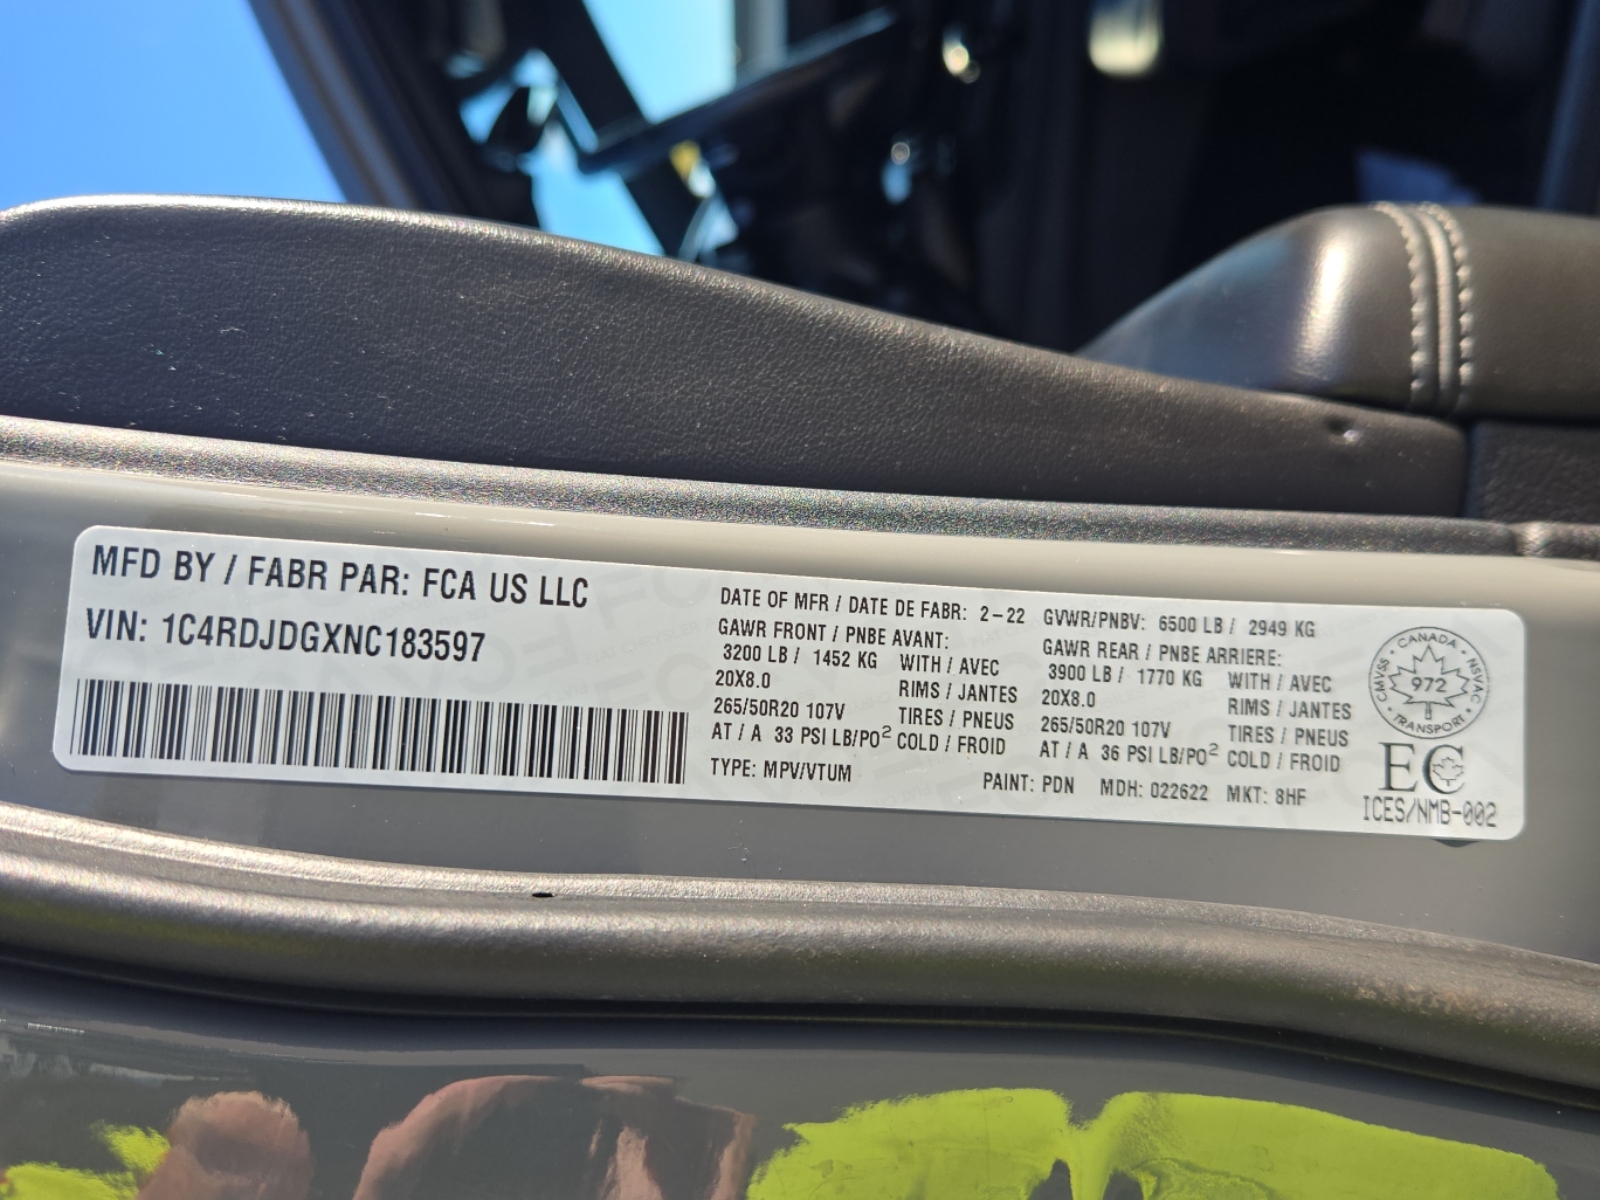 MFD BY / FABR PAR: FCA US LLC
VIN: 1C4RDJDGXNC183597
DATE OF MFR / DATE DE FABR: 2-22
GAWR FRONT / PNBE AVANT:
3200 LB / 1452 KG WITH / AVEC
20X8.0 RIMS / JANTES
265/50R20 107V TIRES / PNEUS
AT / A 33 PSI LB/PO² COLD / FROID
TYPE: MPV/VTUM
GVWR/PNBV: 6500 LB / 2949 KG
GAWR REAR / PNBE ARRIERE:
3900 LB / 1770 KG WITH / AVEC
20X8.0 RIMS / JANTES
265/50R20 107V TIRES / PNEUS
AT / A 36 PSI LB/PO² COLD / FROID
PAINT: PDN MDH: 022622 MKT: 8HF
CANADA
CMVSS 972 NSVAC
TRANSPORT
EC
ICES/NMB-002